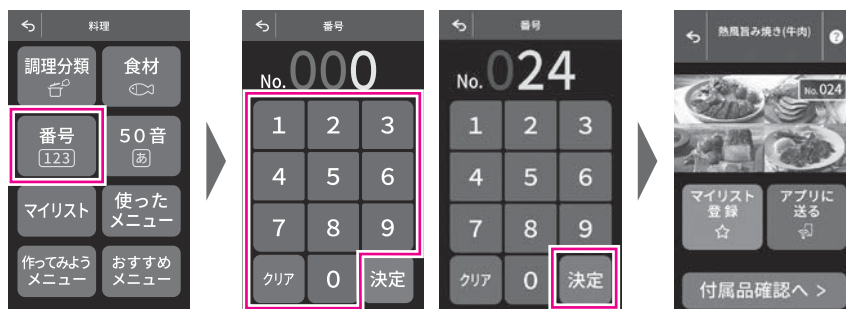 料理
調理分類
食材
番号
123
50音
あ
マイリスト
使った
メニュー
作ってみよう
メニュー
おすすめ
メニュー
番号
No. 000
1 2 3
4 5 6
7 8 9
クリア 0 決定
番号
No. 024
1 2 3
4 5 6
7 8 9
クリア 0 決定
熱風旨み焼き(牛肉)
?
No. 024
マイリスト
登録
アプリに
送る
付属品確認へ >